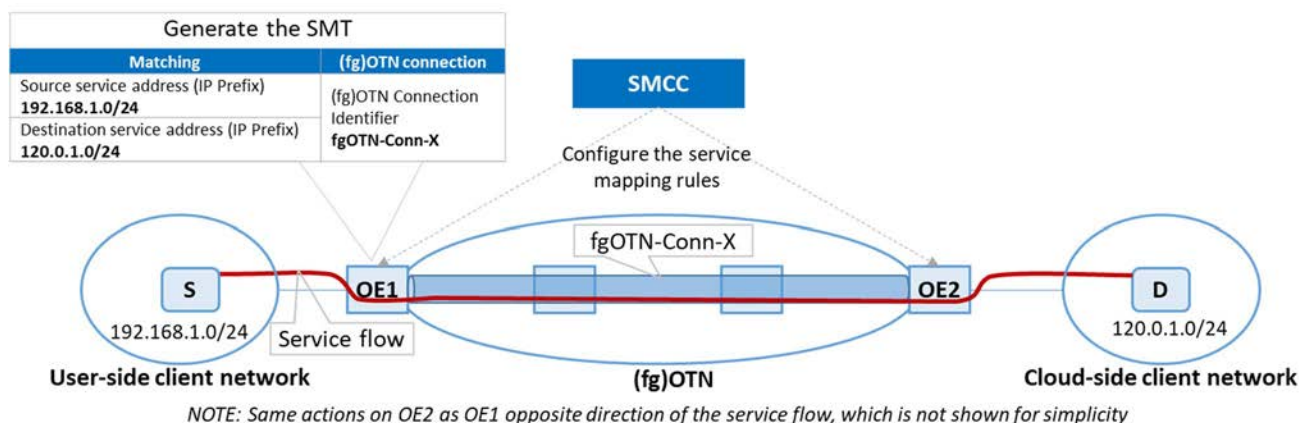 Generate the SMT
Matching
(fg)OTN connection
Source service address (IP Prefix)
192.168.1.0/24
Destination service address (IP Prefix)
120.0.1.0/24
(fg)OTN Connection
Identifier
fgOTN-Conn-X
SMCC
Configure the service
mapping rules
fgOTN-Conn-X
S
OE1
OE2
D
192.168.1.0/24
Service flow
120.0.1.0/24
User-side client network
(fg)OTN
Cloud-side client network
NOTE: Same actions on OE2 as OE1 opposite direction of the service flow, which is not shown for simplicity